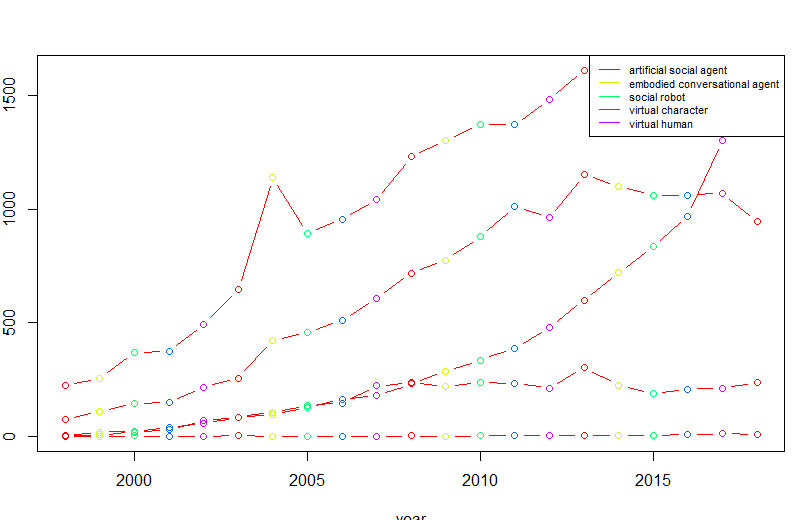 1500
1000
500
0
artificial social agent
embodied conversational agent
social robot
virtual character
virtual human
2000 2005 2010 2015
year